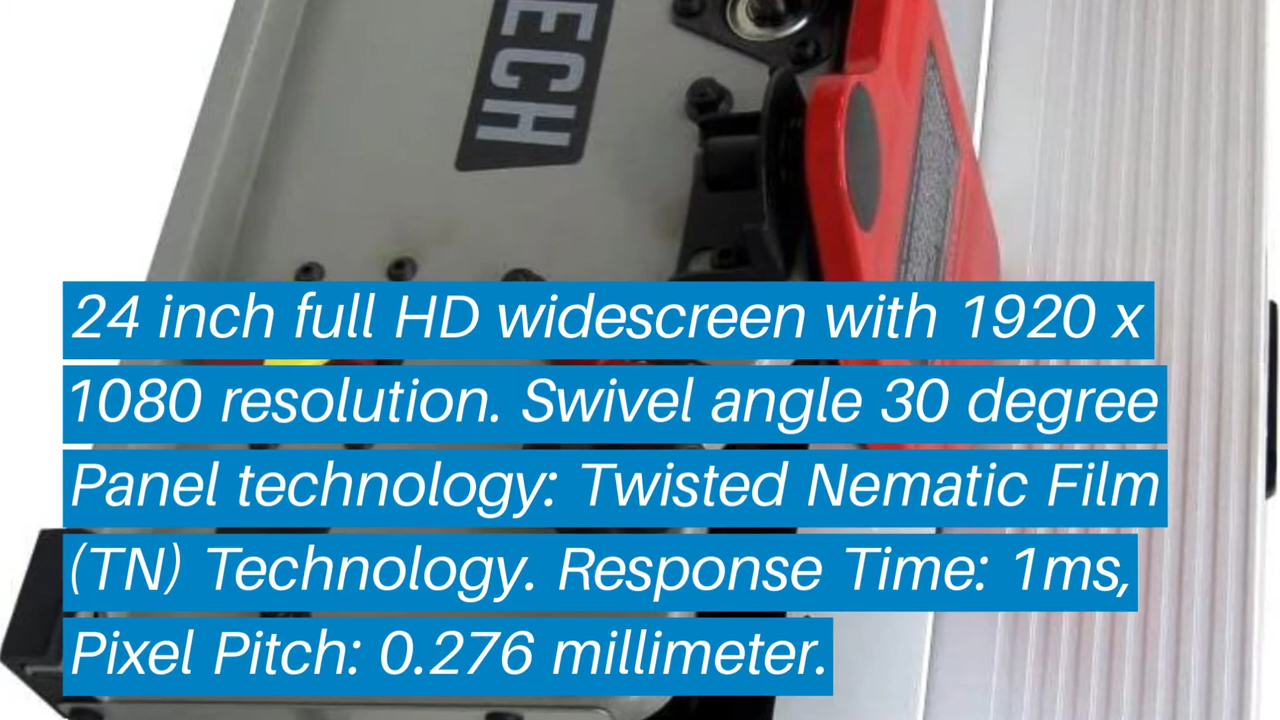 ECH
24 inch full HD widescreen with 1920 x
1080 resolution. Swivel angle 30 degree
Panel technology: Twisted Nematic Film
(TN) Technology. Response Time: 1ms,
Pixel Pitch: 0.276 millimeter.